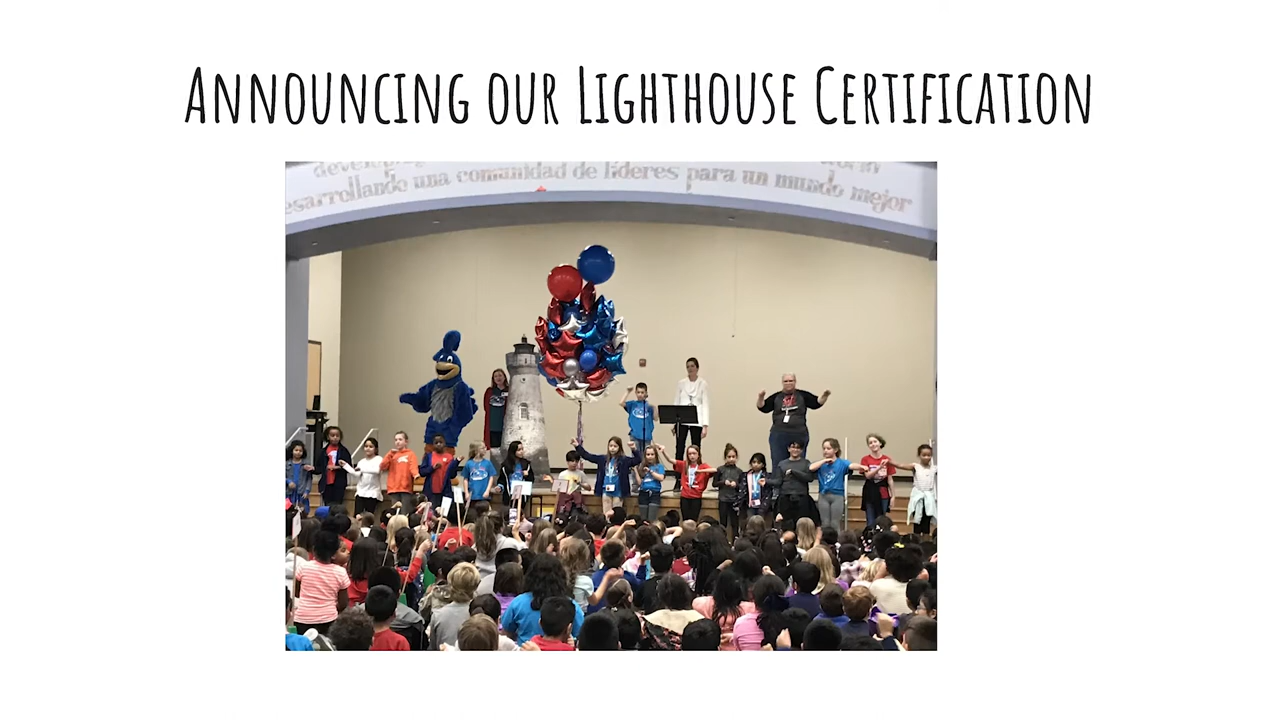 Announcing our Lighthouse Certification
desarrollando una comunidad de líderes para un mundo mejor